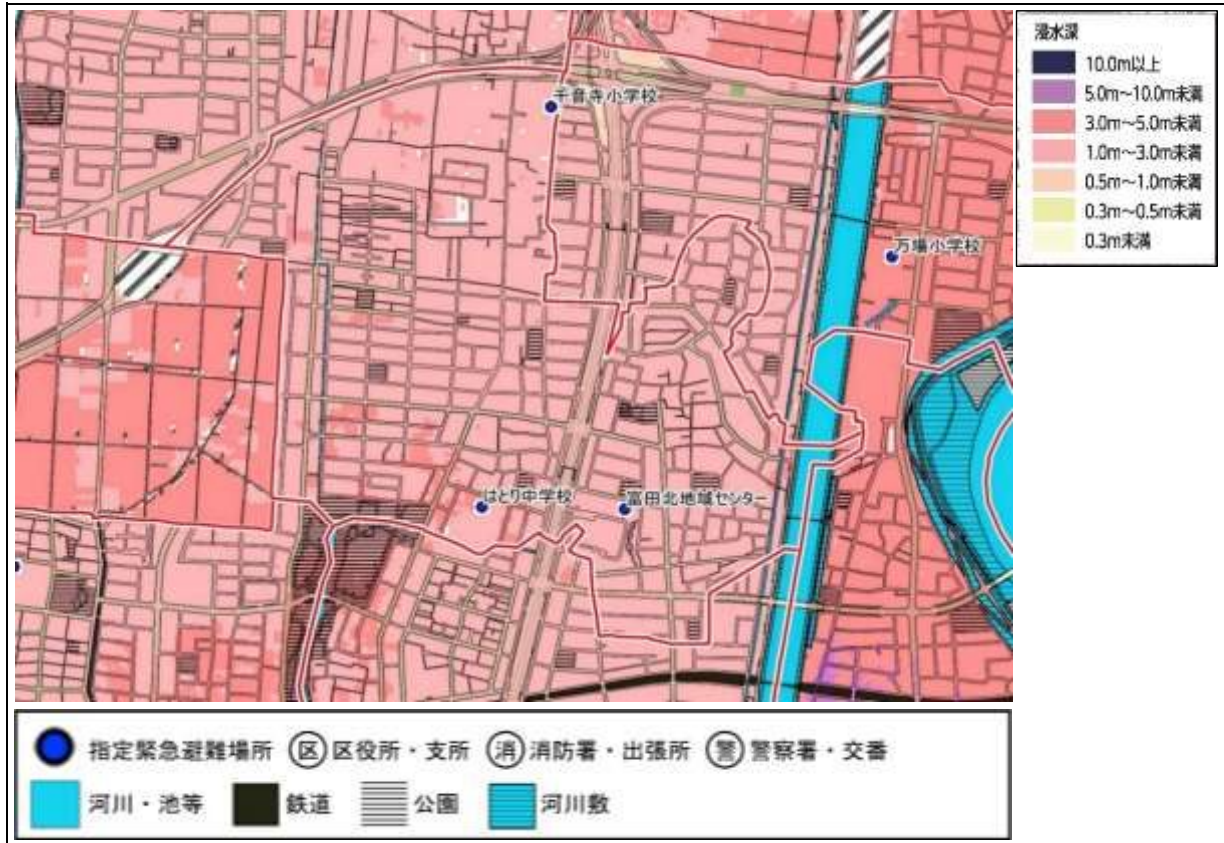 浸水深
10.0m以上
5.0m～10.0m未満
3.0m～5.0m未満
1.0m～3.0m未満
0.5m～1.0m未満
0.3m～0.5m未満
0.3m未満
千音寺小学校
万場小学校
はとり中学校
富田北地域センター
指定緊急避難場所 区 区役所・支所 消 消防署・出張所 警 警察署・交番
河川・池等 鉄道 公園 河川敷